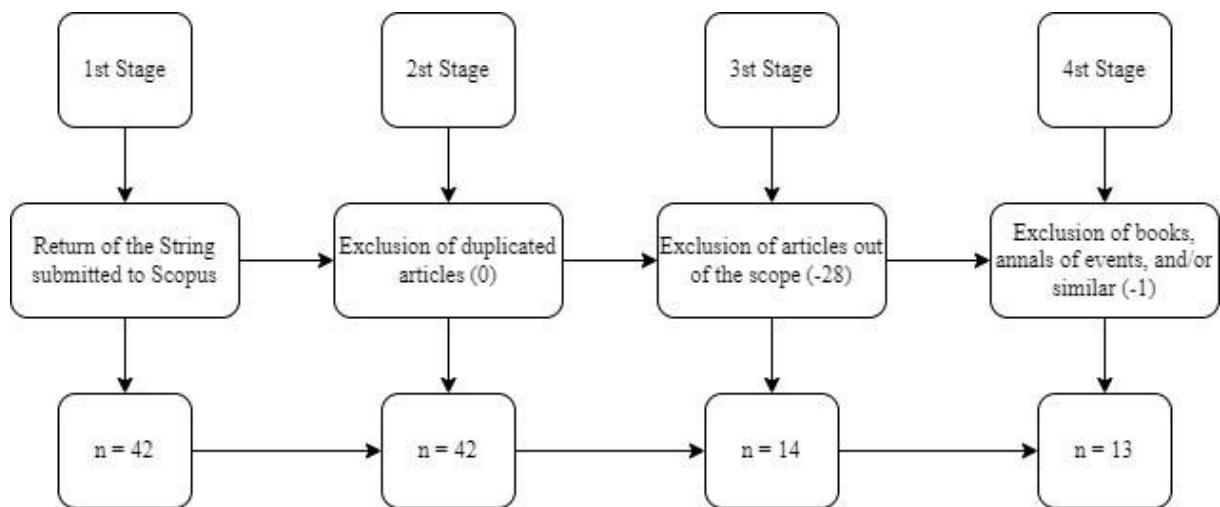 1st Stage
2st Stage
3st Stage
4st Stage
Return of the String
submitted to Scopus
Exclusion of duplicated
articles (0)
Exclusion of articles out
of the scope (-28)
Exclusion of books,
annals of events, and/or
similar (-1)
n = 42
n = 42
n = 14
n = 13